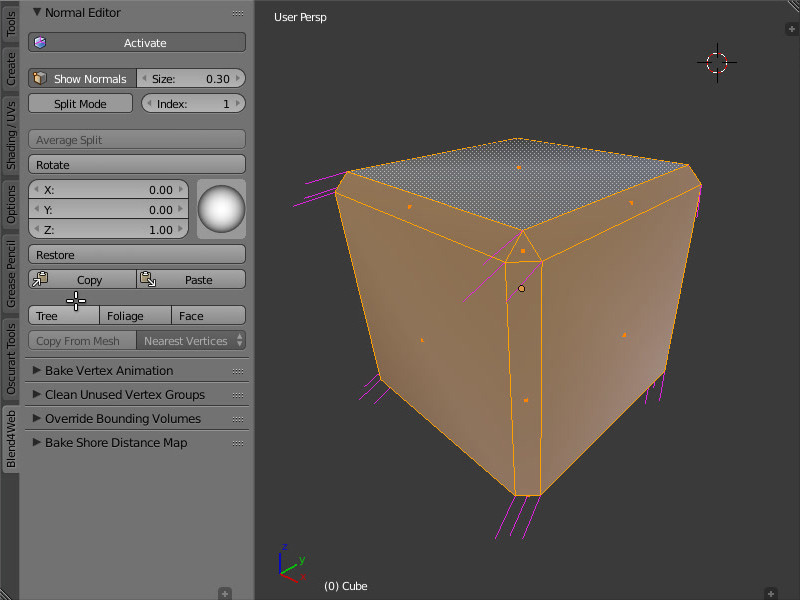 Tools
Create
Shading / UVs
Options
Grease Pencil
Oscurart Tools
Blend4Web
Normal Editor
Activate
Show Normals Size: 0.30
Split Mode Index: 1
Average Split
Rotate
X: 0.00
Y: 0.00
Z: 1.00
Restore
Copy Paste
Tree Foliage Face
Copy From Mesh Nearest Vertices
Bake Vertex Animation
Clean Unused Vertex Groups
Override Bounding Volumes
Bake Shore Distance Map
User Persp
z
y
x
(0) Cube